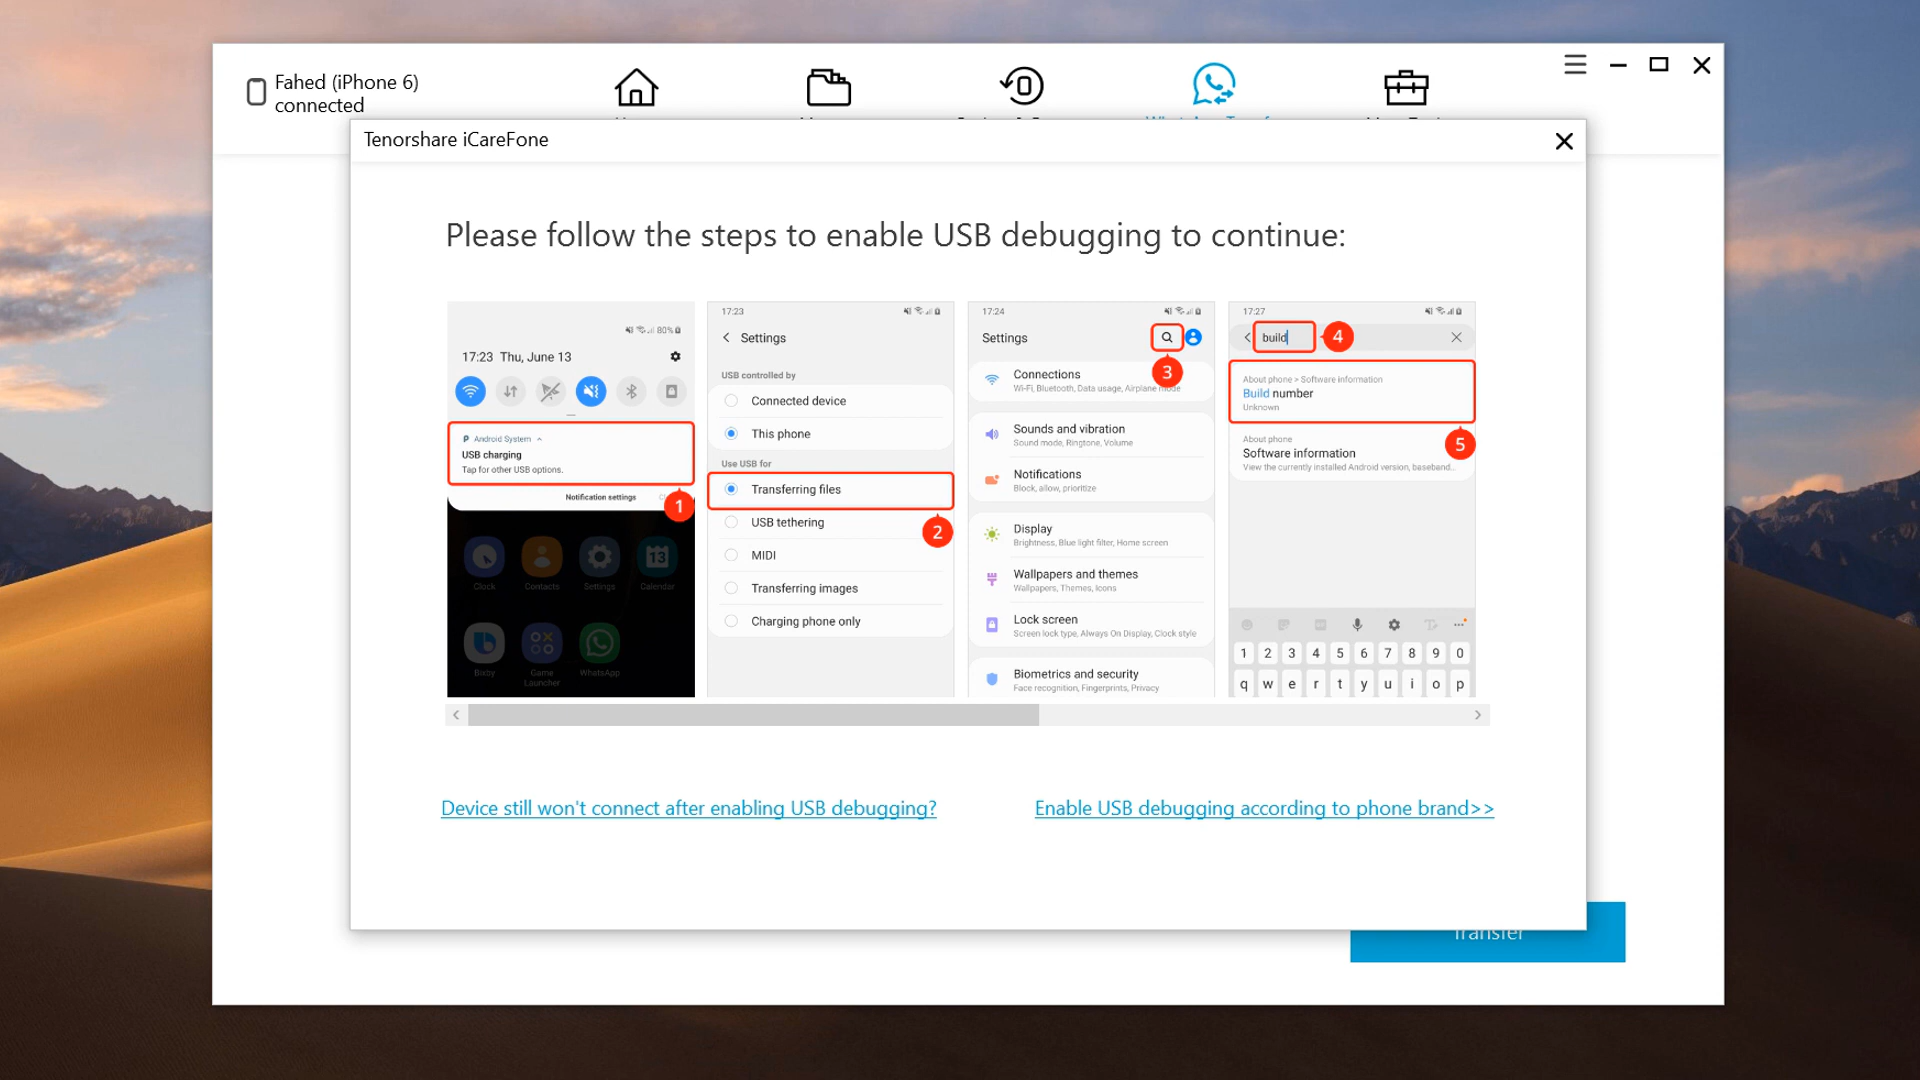 Fahed (iPhone 6)
connected
Tenorshare iCareFone
Please follow the steps to enable USB debugging to continue:
80%
17:23 Thu, June 13
Android System
USB charging
Tap for other USB options.
Notification settings
1
Clock
Contacts
Settings
13
Calendar
Bixby
Game
Launcher
WhatsApp
17:23
Settings
USB controlled by
Connected device
This phone
Use USB for
Transferring files
2
USB tethering
MIDI
Transferring images
Charging phone only
17:24
Settings
3
Connections
Wi-Fi, Bluetooth, Data usage, Airplane mode
Sounds and vibration
Sound mode, Ringtone, Volume
Notifications
Block, allow, prioritize
Display
Brightness, Blue light filter, Home screen
Wallpapers and themes
Wallpapers, Themes, Icons
Lock screen
Screen lock type, Always On Display, Clock style
Biometrics and security
Face recognition, Fingerprints, Privacy
17:27
build
4
About phone > Software information
Build number
Unknown
5
About phone
Software information
View the currently installed Android version, baseband...
1 2 3 4 5 6 7 8 9 0
q w e r t y u i o p
Device still won't connect after enabling USB debugging?
Enable USB debugging according to phone brand>>
Transfer